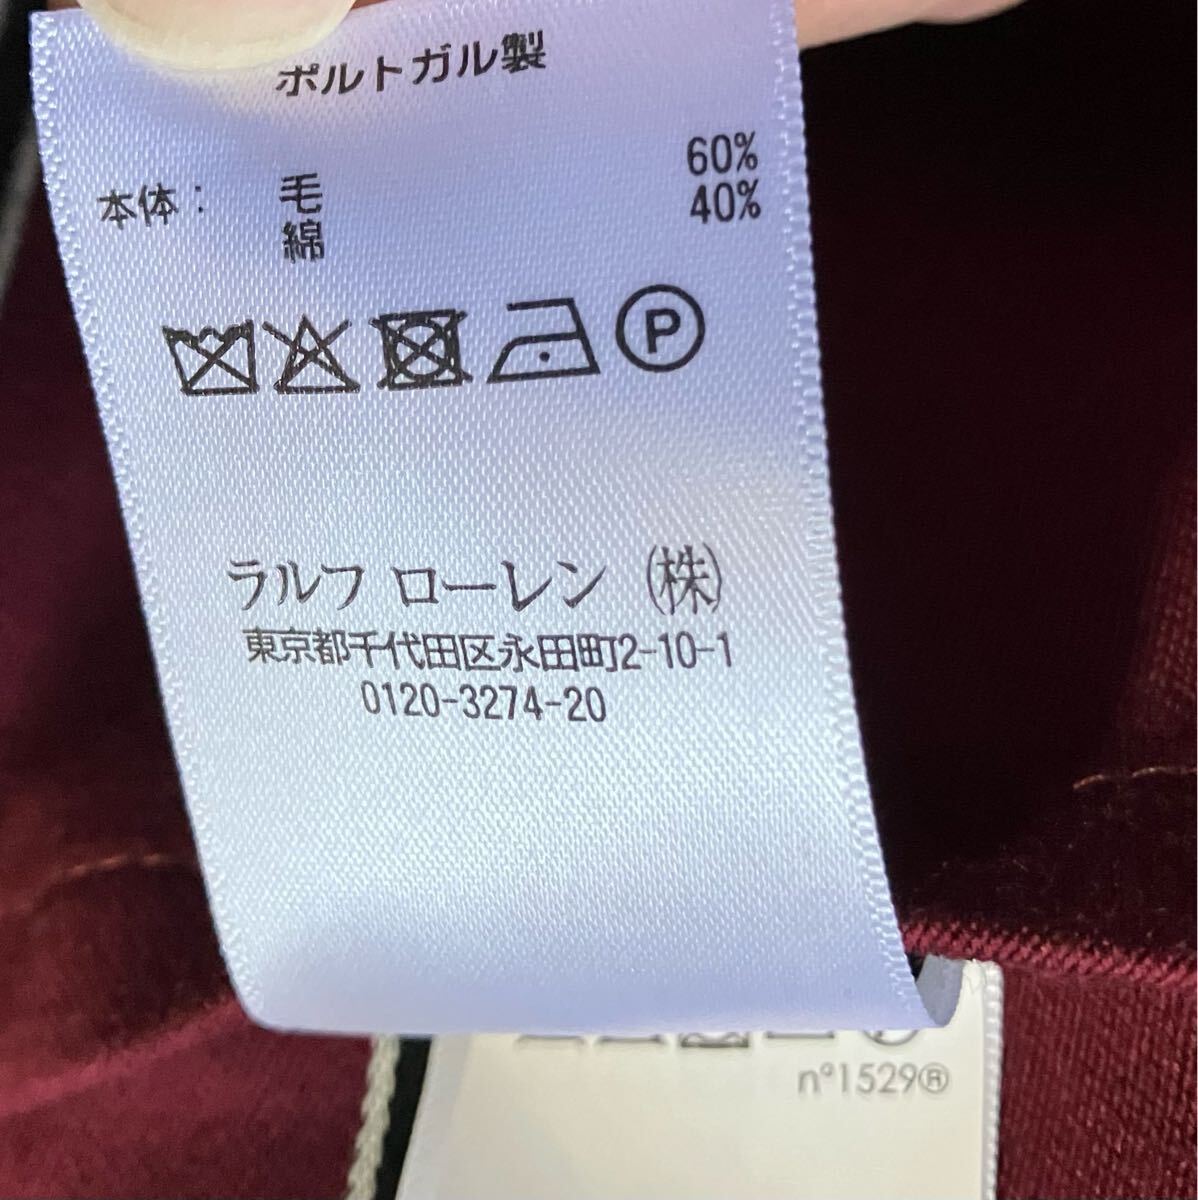 ポルトガル製
本体： 毛 60%
綿 40%
P
ラルフ ローレン ㈱
東京都千代田区永田町2-10-1
0120-3274-20
n°1529®